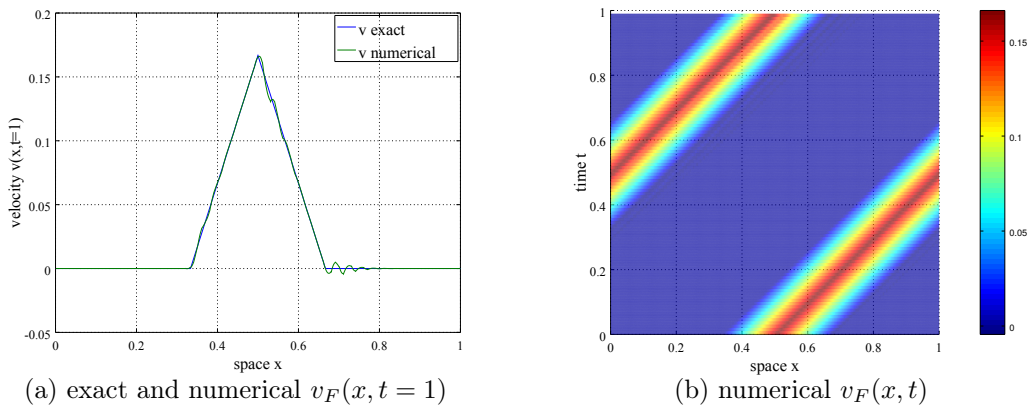 0.2
0.15
0.1
0.05
0
-0.05
velocity v(x,t=1)
0 0.2 0.4 0.6 0.8 1
space x
v exact
v numerical
(a) exact and numerical v_F(x, t = 1)
1
0.8
0.6
0.4
0.2
0
time t
0 0.2 0.4 0.6 0.8 1
space x
0.15
0.1
0.05
0
(b) numerical v_F(x, t)